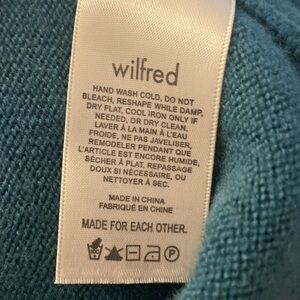 wilfred
HAND WASH COLD, DO NOT
BLEACH, RESHAPE WHILE DAMP,
DRY FLAT, COOL IRON ONLY IF
NEEDED, OR DRY CLEAN.
LAVER À LA MAIN À L'EAU
FROIDE, NE PAS JAVELISER,
REMODELER PENDANT QUE
L'ARTICLE EST ENCORE HUMIDE,
SÉCHER À PLAT, REPASSAGE
DOUX SI NÉCESSAIRE, OU
NETTOYER À SEC.
MADE IN CHINA
FABRIQUÉ EN CHINE
MADE FOR EACH OTHER.
P